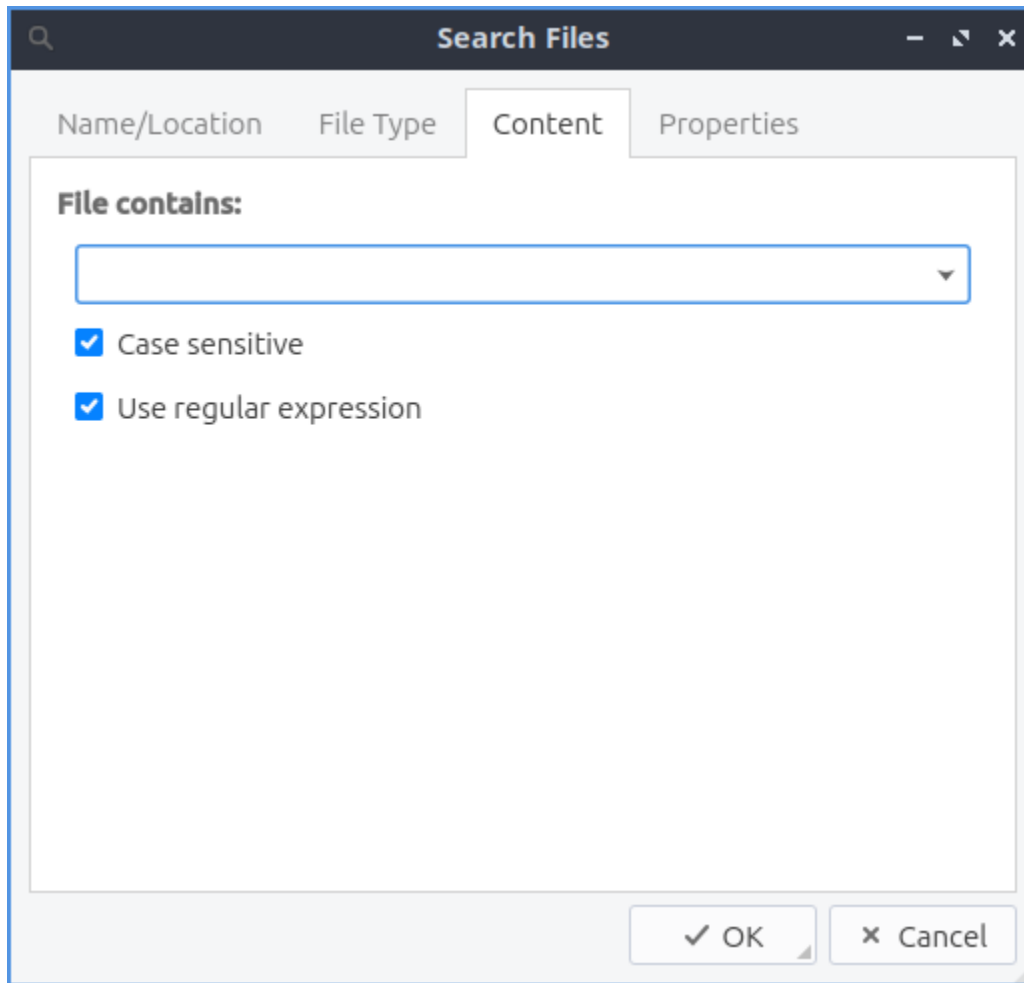 Search Files
Name/Location File Type Content Properties
File contains:
Case sensitive
Use regular expression
OK Cancel